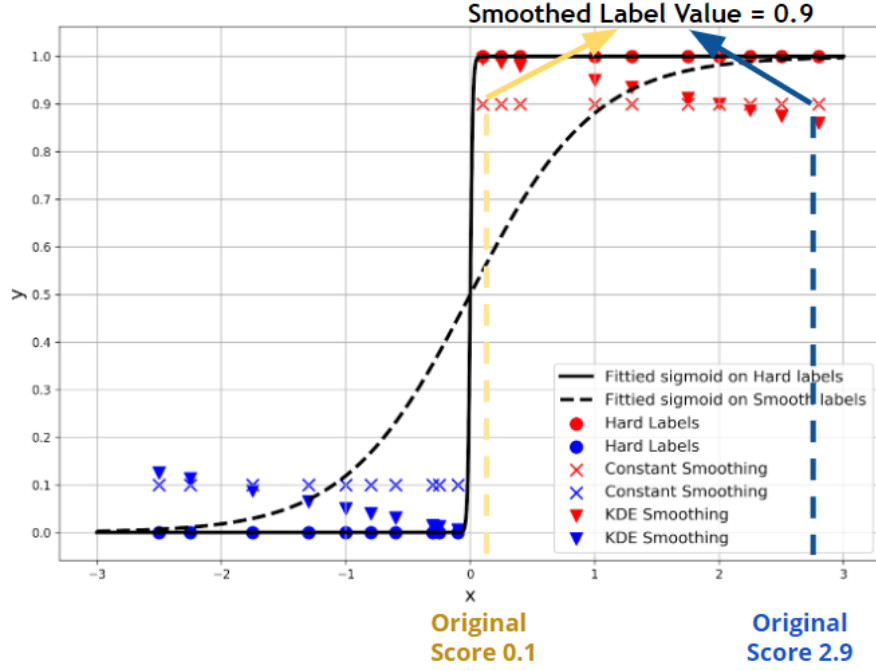 Smoothed Label Value = 0.9
1.0
0.9
0.8
0.7
0.6
0.5
0.4
0.3
0.2
0.1
0.0
y
Fittied sigmoid on Hard labels
Fittied sigmoid on Smooth labels
Hard Labels
Hard Labels
Constant Smoothing
Constant Smoothing
KDE Smoothing
KDE Smoothing
−3 −2 −1 0 1 2 3
x
Original
Score 0.1
Original
Score 2.9